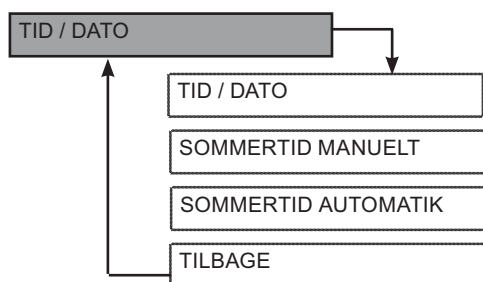 TID / DATO
TID / DATO
SOMMERTID MANUELT
SOMMERTID AUTOMATIK
TILBAGE